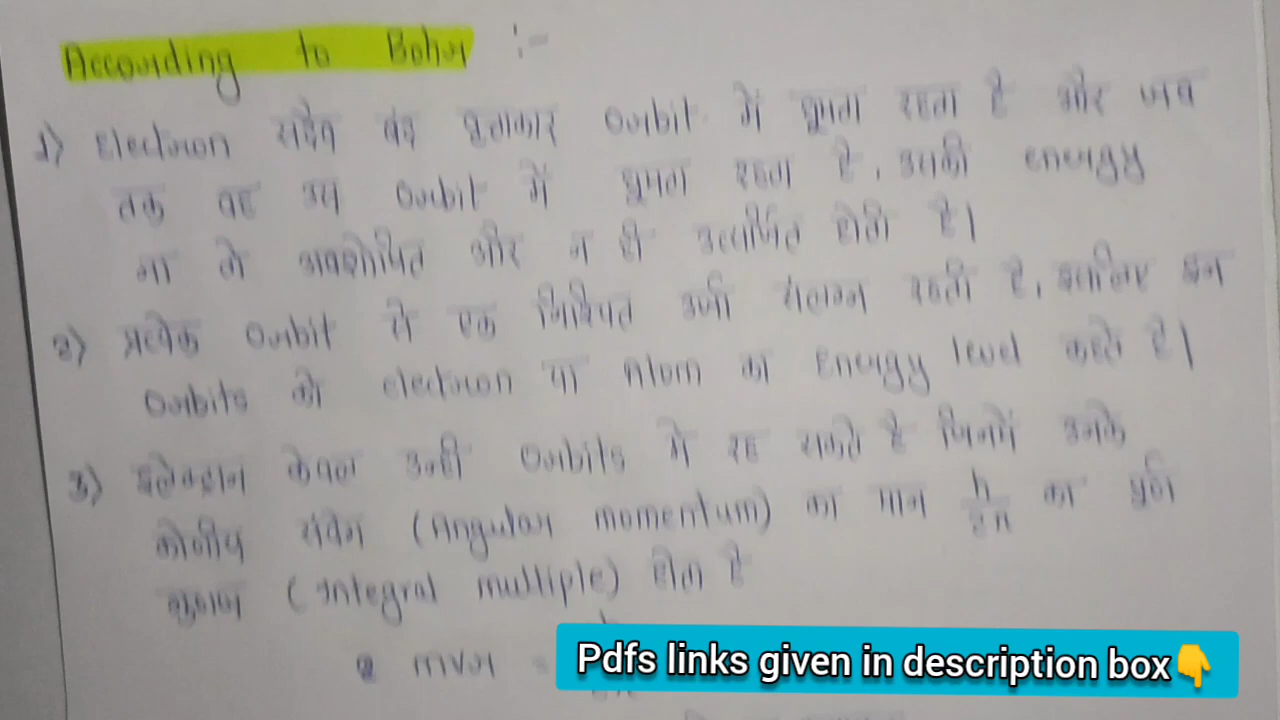 According to Bohr :-
1) Electron सदैव बंद वृताकार Orbit में घूमता रहता है और जब
तक वह उस Orbit में घूमता रहता है, उसकी energy
ना तो अवशोषित और न ही उत्सर्जित होती है।
2) प्रत्येक Orbit से एक निश्चित उर्जा संलग्न रहती है, इसलिए इन
Orbits को electron या Atom का Energy level कहते है।
3) इलेक्ट्रान केवल उन्ही Orbits में रह सकते है जिनमें उनके
कोणीय संवेग (Angular momentum) का मान h/2π का पूर्ण
गुणज (Integral multiple) होता है
mvr =
Pdfs links given in description box👇